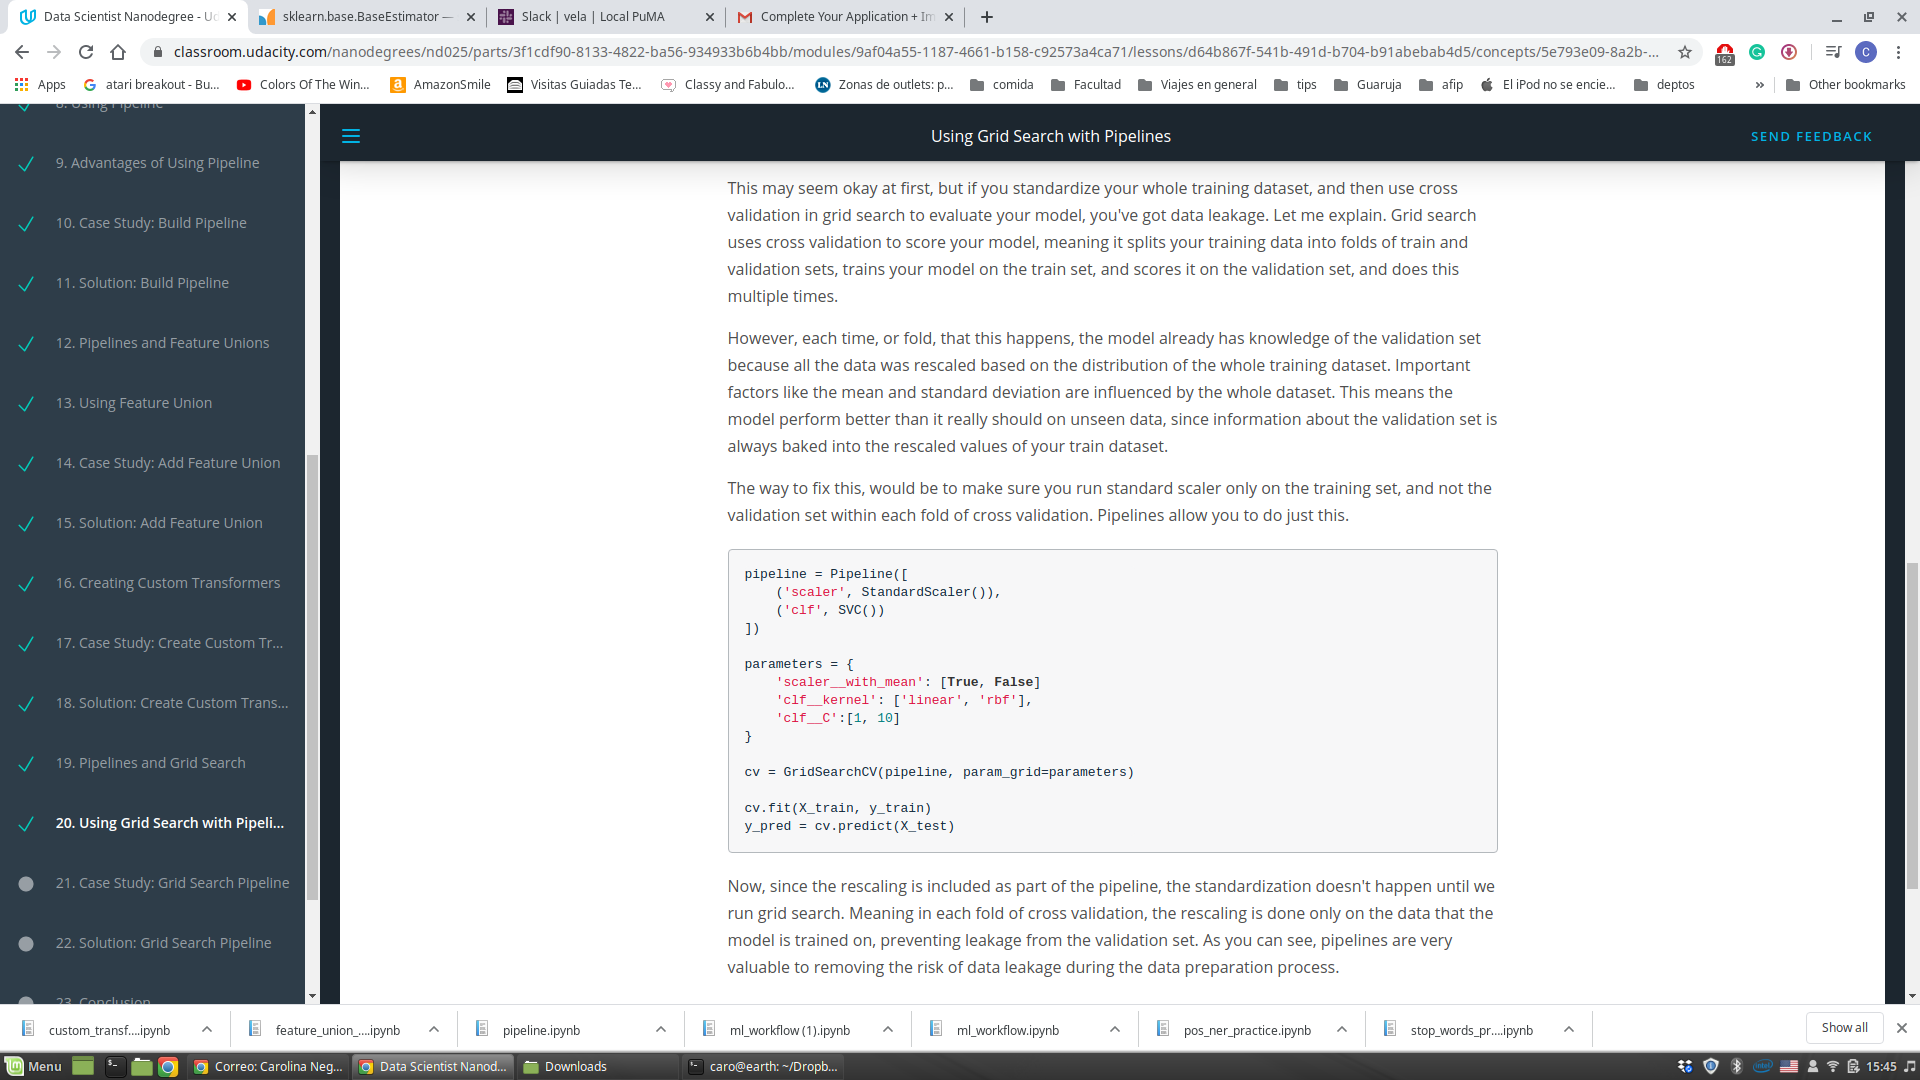 Data Scientist Nanodegree - Ud
sklearn.base.BaseEstimator —
Slack | vela | Local PuMA
Complete Your Application + Im
classroom.udacity.com/nanodegrees/nd025/parts/3f1cdf90-8133-4822-ba56-934933b6b4bb/modules/9af04a55-1187-4661-b158-c92573a4ca71/lessons/d64b867f-541b-491d-b704-b91abebab4d5/concepts/5e793e09-8a2b-...
162
C
Apps
atari breakout - Bu...
Colors Of The Win...
AmazonSmile
Visitas Guiadas Te...
Classy and Fabulo...
Zonas de outlets: p...
comida
Facultad
Viajes en general
tips
Guaruja
afip
El iPod no se encie...
deptos
»
Other bookmarks
8. Using Pipeline
9. Advantages of Using Pipeline
10. Case Study: Build Pipeline
11. Solution: Build Pipeline
12. Pipelines and Feature Unions
13. Using Feature Union
14. Case Study: Add Feature Union
15. Solution: Add Feature Union
16. Creating Custom Transformers
17. Case Study: Create Custom Tr...
18. Solution: Create Custom Trans...
19. Pipelines and Grid Search
20. Using Grid Search with Pipeli...
21. Case Study: Grid Search Pipeline
22. Solution: Grid Search Pipeline
23. Conclusion
Using Grid Search with Pipelines
SEND FEEDBACK
This may seem okay at first, but if you standardize your whole training dataset, and then use cross
validation in grid search to evaluate your model, you've got data leakage. Let me explain. Grid search
uses cross validation to score your model, meaning it splits your training data into folds of train and
validation sets, trains your model on the train set, and scores it on the validation set, and does this
multiple times.
However, each time, or fold, that this happens, the model already has knowledge of the validation set
because all the data was rescaled based on the distribution of the whole training dataset. Important
factors like the mean and standard deviation are influenced by the whole dataset. This means the
model perform better than it really should on unseen data, since information about the validation set is
always baked into the rescaled values of your train dataset.
The way to fix this, would be to make sure you run standard scaler only on the training set, and not the
validation set within each fold of cross validation. Pipelines allow you to do just this.
pipeline = Pipeline([
('scaler', StandardScaler()),
('clf', SVC())
])
parameters = {
'scaler__with_mean': [True, False]
'clf__kernel': ['linear', 'rbf'],
'clf__C':[1, 10]
}
cv = GridSearchCV(pipeline, param_grid=parameters)
cv.fit(X_train, y_train)
y_pred = cv.predict(X_test)
Now, since the rescaling is included as part of the pipeline, the standardization doesn't happen until we
run grid search. Meaning in each fold of cross validation, the rescaling is done only on the data that the
model is trained on, preventing leakage from the validation set. As you can see, pipelines are very
valuable to removing the risk of data leakage during the data preparation process.
custom_transf....ipynb
feature_union_....ipynb
pipeline.ipynb
ml_workflow (1).ipynb
ml_workflow.ipynb
pos_ner_practice.ipynb
stop_words_pr....ipynb
Show all
Menu
Correo: Carolina Neg...
Data Scientist Nanod...
Downloads
caro@earth: ~/Dropb...
15:45